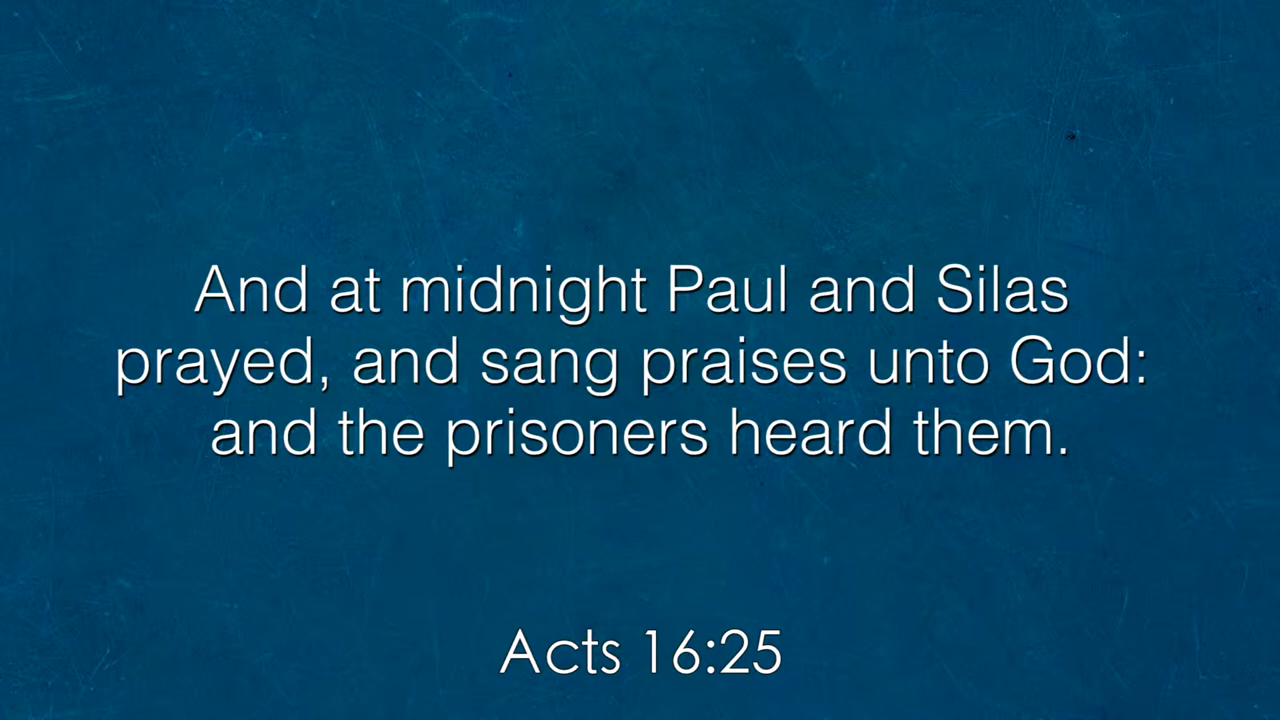 And at midnight Paul and Silas
prayed, and sang praises unto God:
and the prisoners heard them.
Acts 16:25